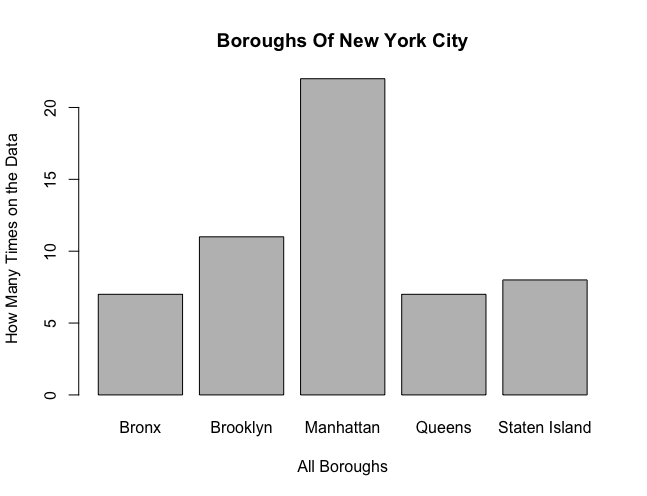 Boroughs Of New York City
How Many Times on the Data
20
15
10
5
0
Bronx Brooklyn Manhattan Queens Staten Island
All Boroughs